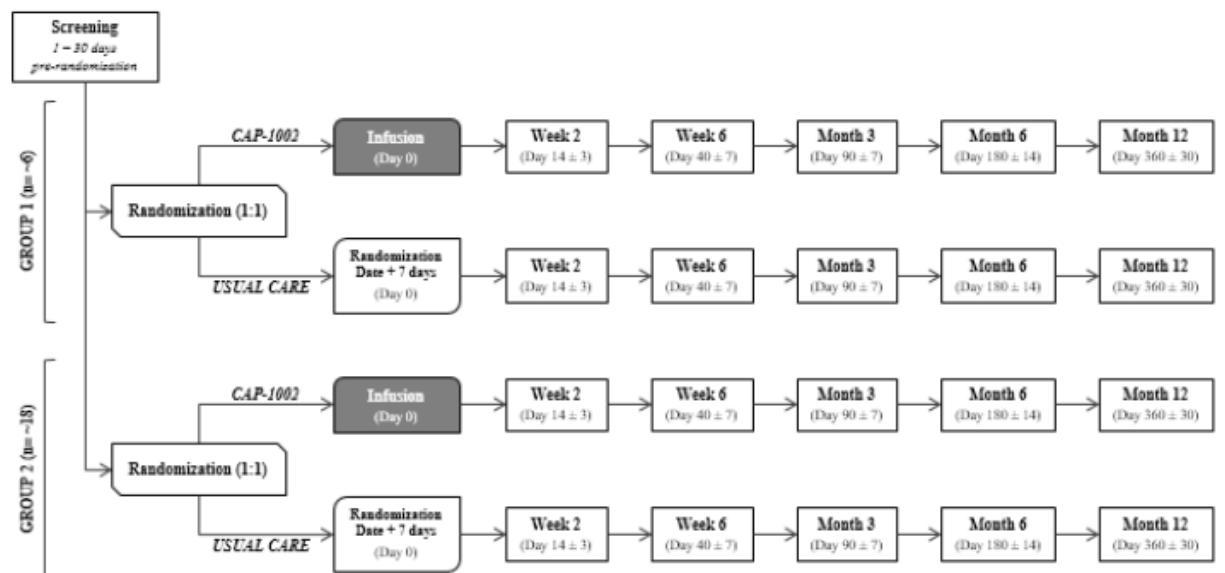 Screening
1 – 30 days
pre-randomization
GROUP 1 (n= ~6)
CAP-1002
Infusion
(Day 0)
Week 2
(Day 14 ± 3)
Week 6
(Day 40 ± 7)
Month 3
(Day 90 ± 7)
Month 6
(Day 180 ± 14)
Month 12
(Day 360 ± 30)
Randomization (1:1)
USUAL CARE
Randomization
Date + 7 days
(Day 0)
Week 2
(Day 14 ± 3)
Week 6
(Day 40 ± 7)
Month 3
(Day 90 ± 7)
Month 6
(Day 180 ± 14)
Month 12
(Day 360 ± 30)
GROUP 2 (n= ~18)
CAP-1002
Infusion
(Day 0)
Week 2
(Day 14 ± 3)
Week 6
(Day 40 ± 7)
Month 3
(Day 90 ± 7)
Month 6
(Day 180 ± 14)
Month 12
(Day 360 ± 30)
Randomization (1:1)
USUAL CARE
Randomization
Date + 7 days
(Day 0)
Week 2
(Day 14 ± 3)
Week 6
(Day 40 ± 7)
Month 3
(Day 90 ± 7)
Month 6
(Day 180 ± 14)
Month 12
(Day 360 ± 30)